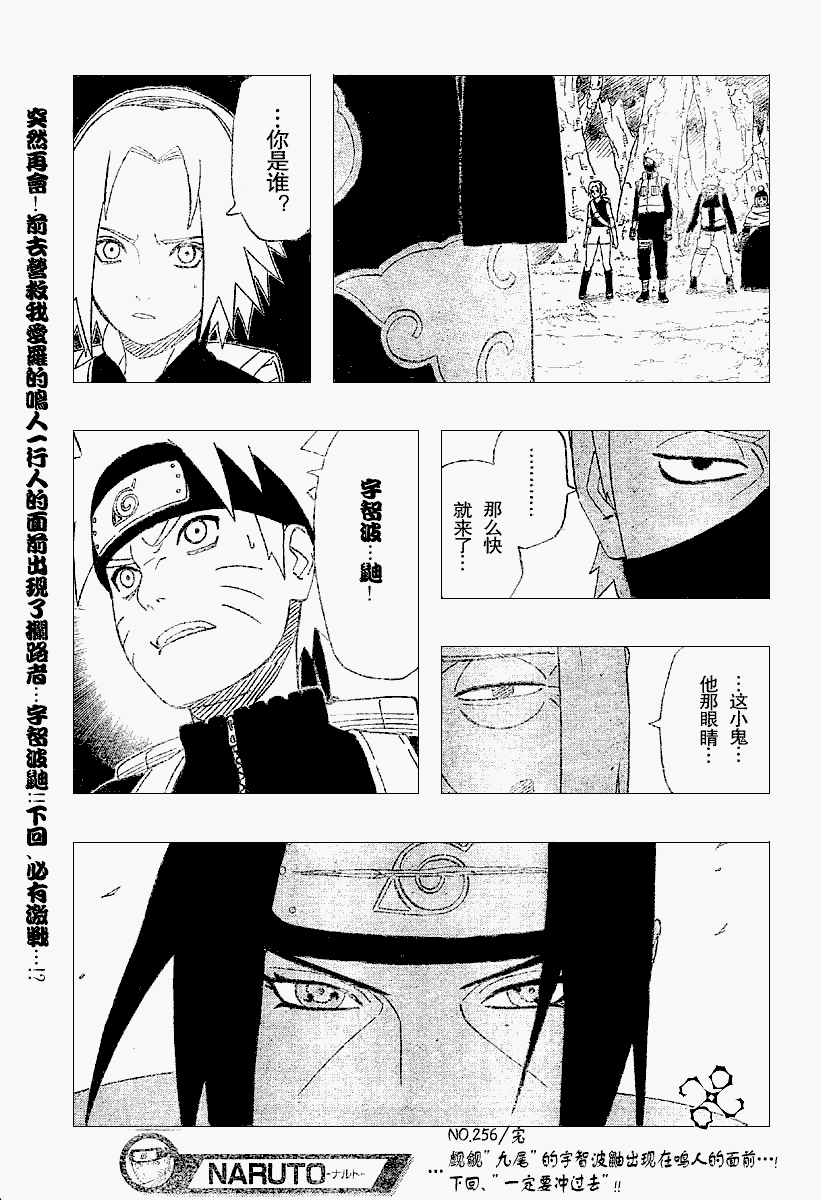 …你是谁？
…………
那么快
就来了…
宇智波…鼬！
…这小鬼…
他那眼睛…
突然再會！前去營救我愛羅的鳴人一行人的面前出現了攔路者…宇智波鼬!!下回、必有激戰…!?
NARUTO -ナルト-
NO.256/完
…觊觎"九尾"的宇智波鼬出现在鸣人的面前…!
下回、"一定要冲过去"!!